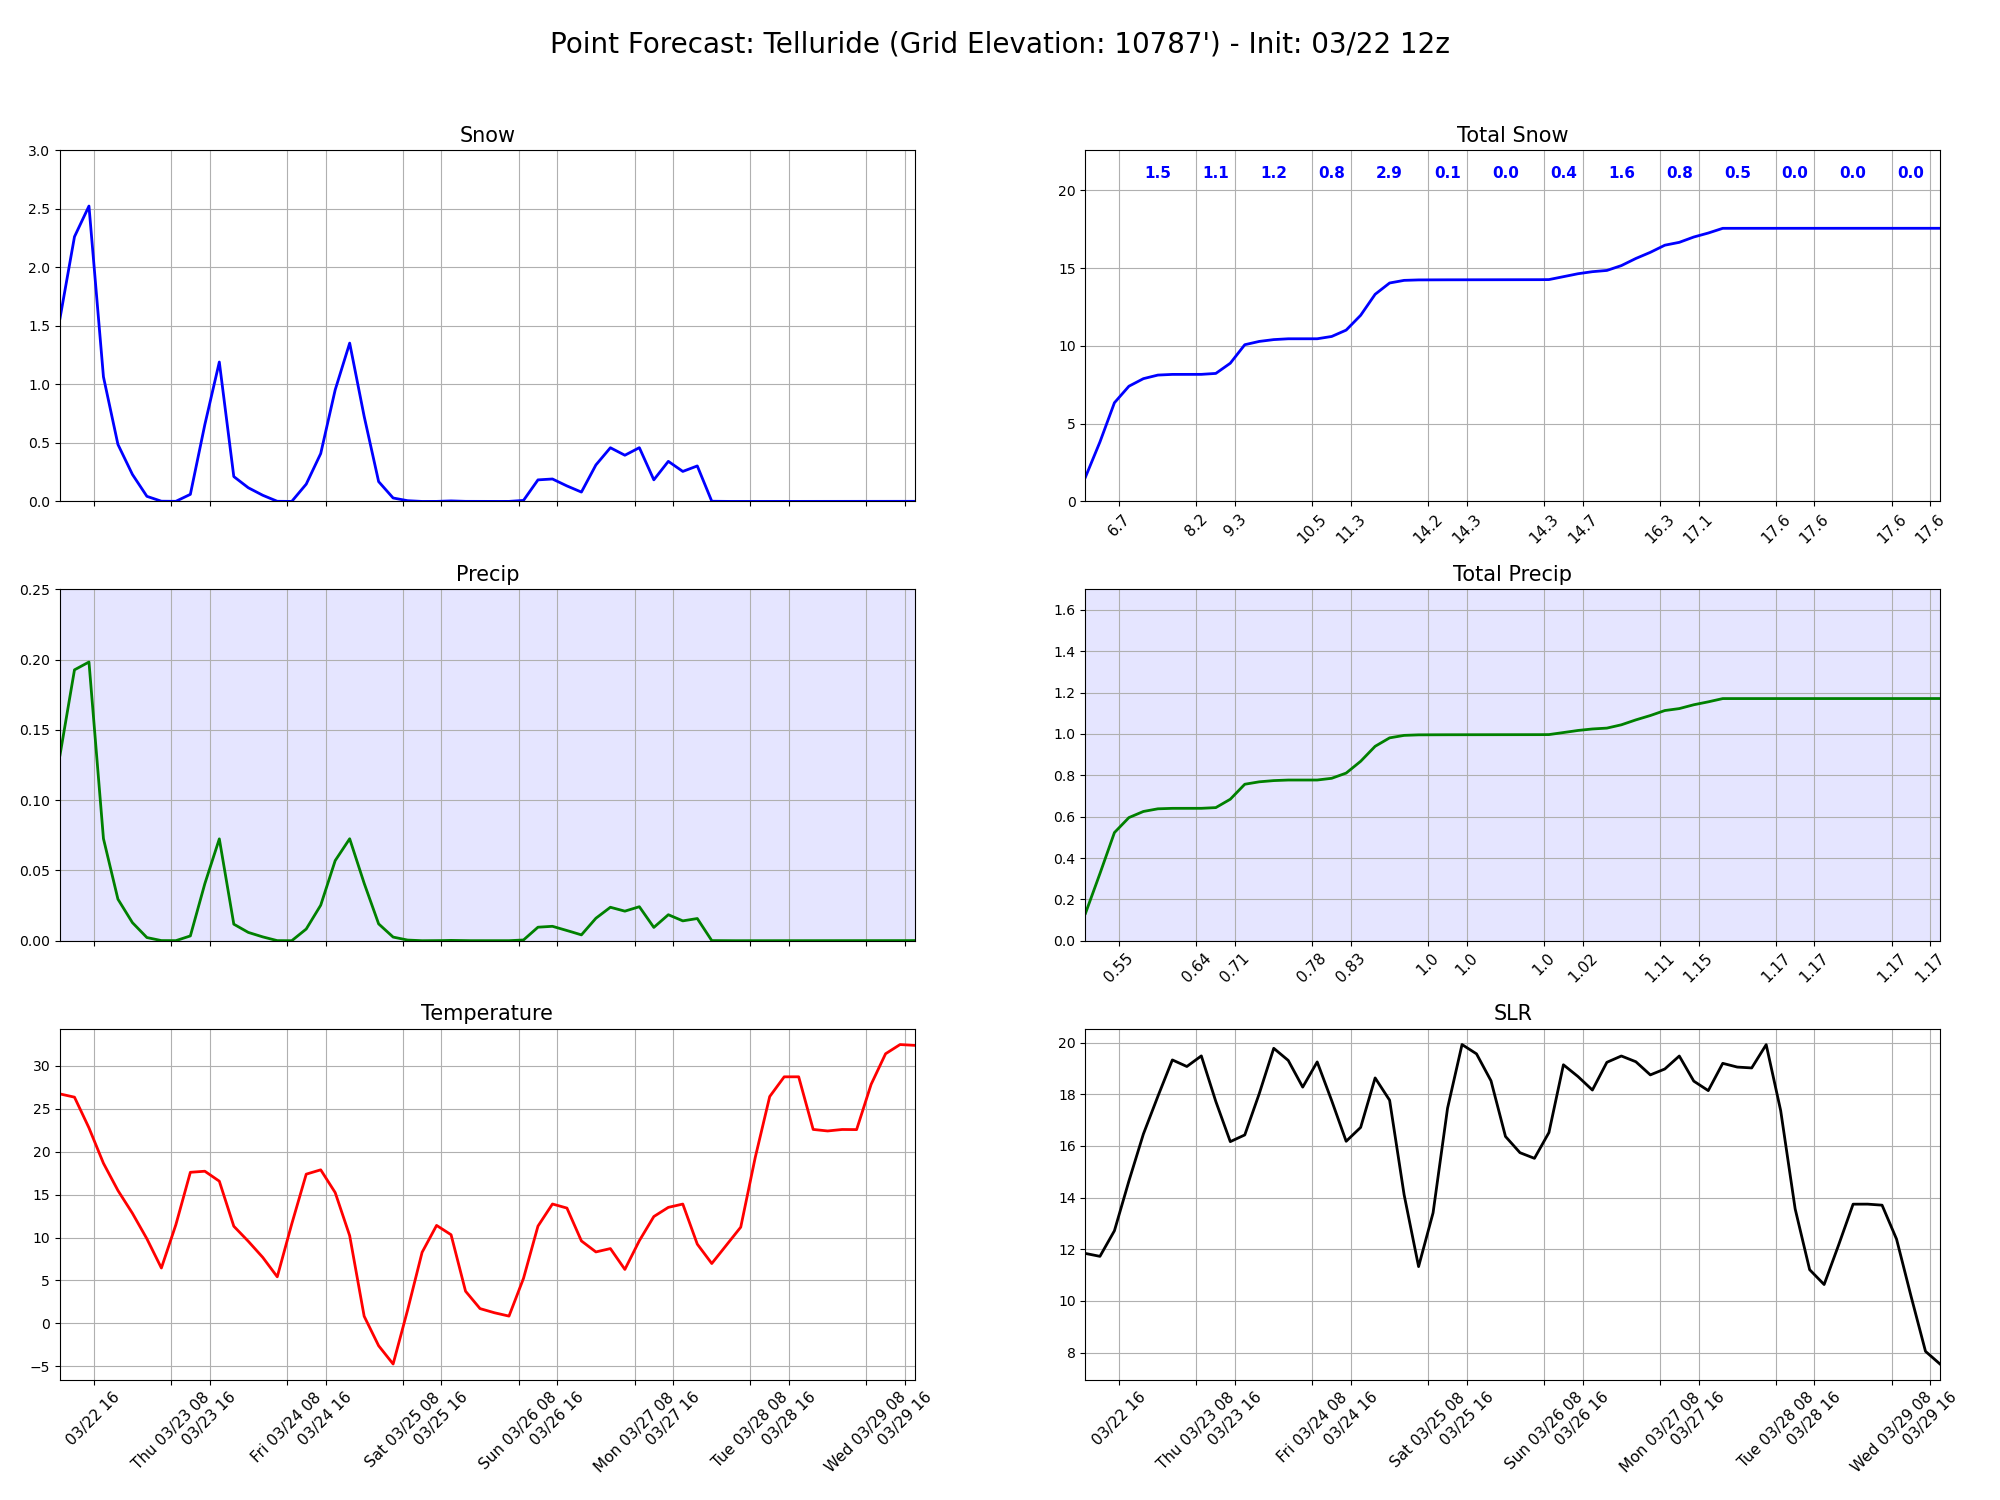 Point Forecast: Telluride (Grid Elevation: 10787') - Init: 03/22 12z
Snow
3.0
2.5
2.0
1.5
1.0
0.5
0.0
Total Snow
1.5 1.1 1.2 0.8 2.9 0.1 0.0 0.4 1.6 0.8 0.5 0.0 0.0 0.0
20
15
10
5
0
6.7 8.2 9.3 10.5 11.3 14.2 14.3 14.3 14.7 16.3 17.1 17.6 17.6 17.6 17.6
Precip
0.25
0.20
0.15
0.10
0.05
0.00
Total Precip
1.6
1.4
1.2
1.0
0.8
0.6
0.4
0.2
0.0
0.55 0.64 0.71 0.78 0.83 1.0 1.0 1.0 1.02 1.11 1.15 1.17 1.17 1.17 1.17
Temperature
30
25
20
15
10
5
0
−5
03/22 16
Thu 03/23 08
03/23 16
Fri 03/24 08
03/24 16
Sat 03/25 08
03/25 16
Sun 03/26 08
03/26 16
Mon 03/27 08
03/27 16
Tue 03/28 08
03/28 16
Wed 03/29 08
03/29 16
SLR
20
18
16
14
12
10
8
03/22 16
Thu 03/23 08
03/23 16
Fri 03/24 08
03/24 16
Sat 03/25 08
03/25 16
Sun 03/26 08
03/26 16
Mon 03/27 08
03/27 16
Tue 03/28 08
03/28 16
Wed 03/29 08
03/29 16